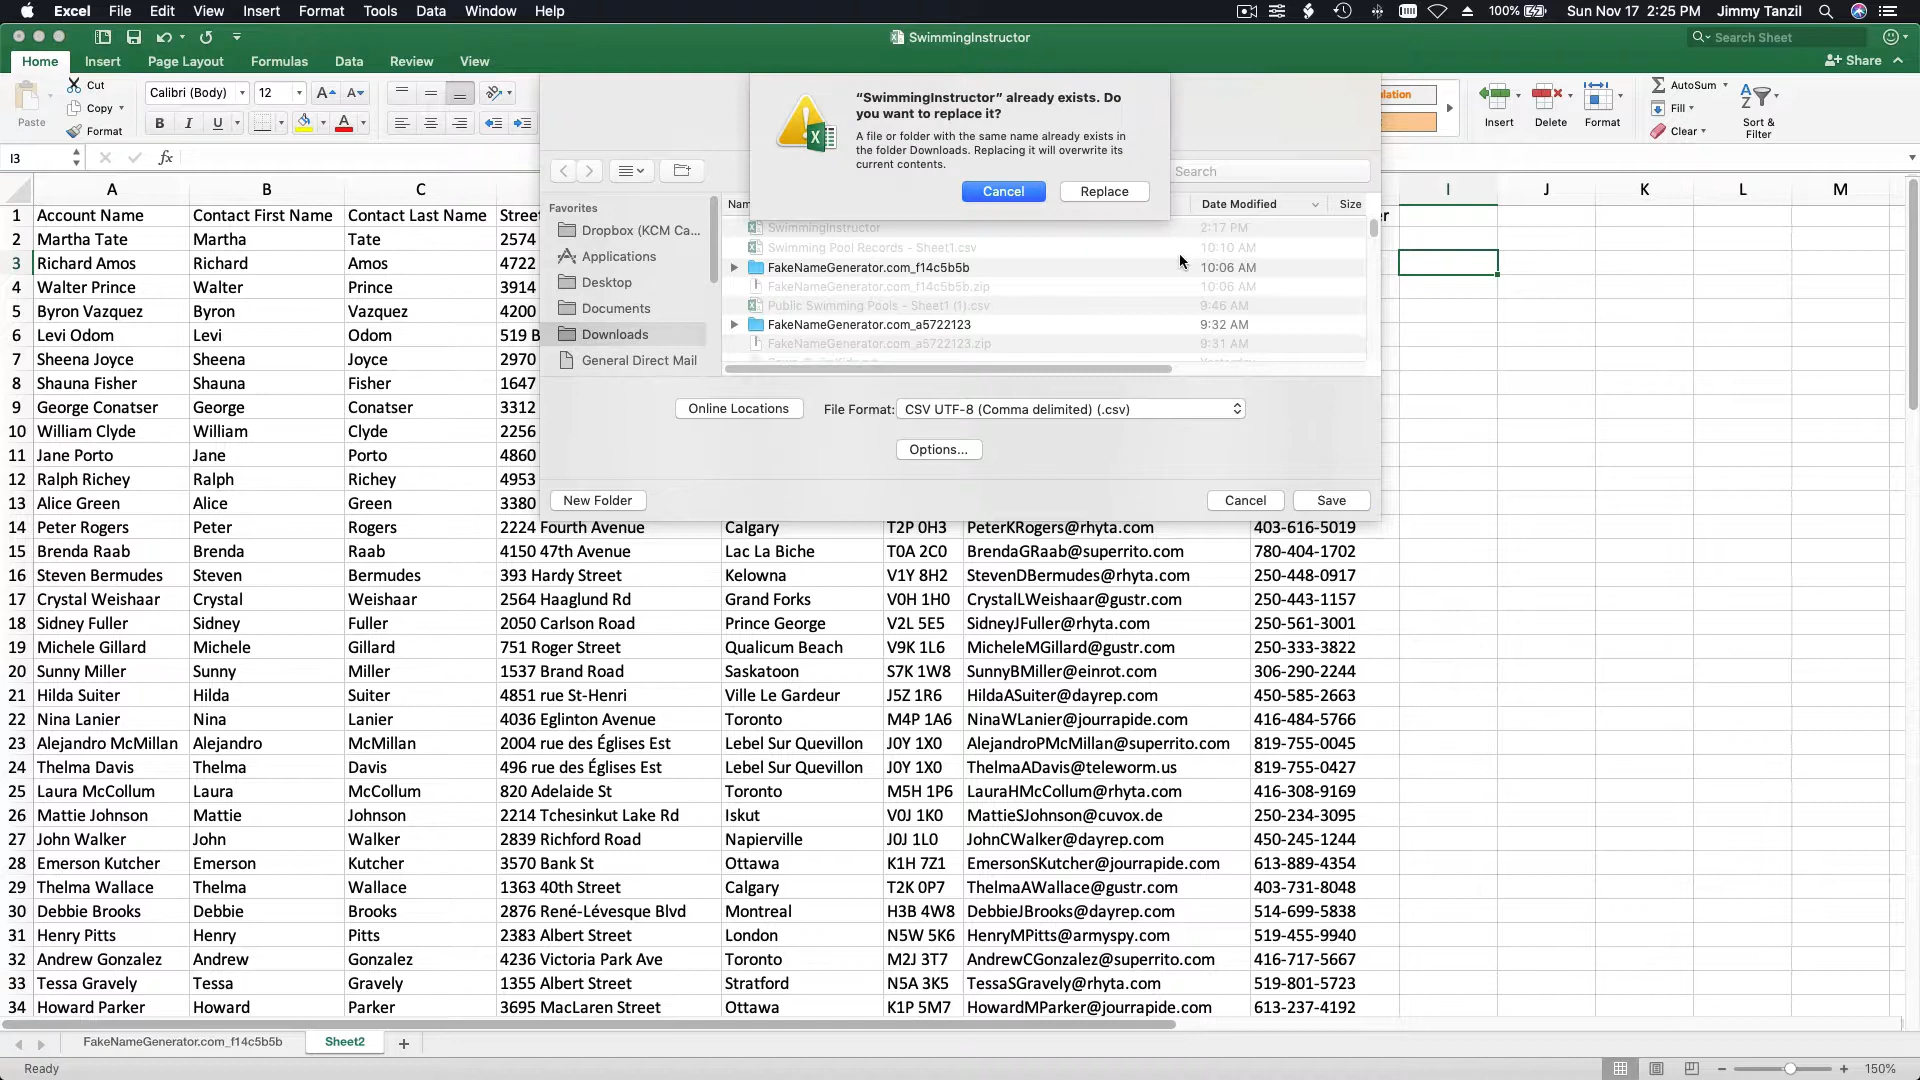 Excel File Edit View Insert Format Tools Data Window Help 100% Sun Nov 17 2:25 PM Jimmy Tanzil
SwimmingInstructor Search Sheet
Home Insert Page Layout Formulas Data Review View Share
Paste Cut Copy Format
Calibri (Body) 12
B I U
AutoSum Fill Clear
Insert Delete Format Sort & Filter
I3 fx
“SwimmingInstructor” already exists. Do
you want to replace it?
A file or folder with the same name already exists in
the folder Downloads. Replacing it will overwrite its
current contents.
Cancel Replace
Search
Favorites
Dropbox (KCM Ca...
Applications
Desktop
Documents
Downloads
General Direct Mail
Date Modified Size
SwimmingInstructor 2:17 PM
Swimming Pool Records - Sheet1.csv 10:10 AM
FakeNameGenerator.com_f14c5b5b 10:06 AM
FakeNameGenerator.com_f14c5b5b.zip 10:06 AM
Public Swimming Pools - Sheet1 (1).csv 9:46 AM
FakeNameGenerator.com_a5722123 9:32 AM
FakeNameGenerator.com_a5722123.zip 9:31 AM
Online Locations File Format: CSV UTF-8 (Comma delimited) (.csv)
Options...
New Folder Cancel Save
A B C I J K L M
1 Account Name Contact First Name Contact Last Name Street
2 Martha Tate Martha Tate 2574
3 Richard Amos Richard Amos 4722
4 Walter Prince Walter Prince 3914
5 Byron Vazquez Byron Vazquez 4200
6 Levi Odom Levi Odom 519 B
7 Sheena Joyce Sheena Joyce 2970
8 Shauna Fisher Shauna Fisher 1647
9 George Conatser George Conatser 3312
10 William Clyde William Clyde 2256
11 Jane Porto Jane Porto 4860
12 Ralph Richey Ralph Richey 4953
13 Alice Green Alice Green 3380
14 Peter Rogers Peter Rogers 2224 Fourth Avenue Calgary T2P 0H3 PeterKRogers@rhyta.com 403-616-5019
15 Brenda Raab Brenda Raab 4150 47th Avenue Lac La Biche T0A 2C0 BrendaGRaab@superrito.com 780-404-1702
16 Steven Bermudes Steven Bermudes 393 Hardy Street Kelowna V1Y 8H2 StevenDBermudes@rhyta.com 250-448-0917
17 Crystal Weishaar Crystal Weishaar 2564 Haaglund Rd Grand Forks V0H 1H0 CrystalLWeishaar@gustr.com 250-443-1157
18 Sidney Fuller Sidney Fuller 2050 Carlson Road Prince George V2L 5E5 SidneyJFuller@rhyta.com 250-561-3001
19 Michele Gillard Michele Gillard 751 Roger Street Qualicum Beach V9K 1L6 MicheleMGillard@gustr.com 250-333-3822
20 Sunny Miller Sunny Miller 1537 Brand Road Saskatoon S7K 1W8 SunnyBMiller@einrot.com 306-290-2244
21 Hilda Suiter Hilda Suiter 4851 rue St-Henri Ville Le Gardeur J5Z 1R6 HildaASuiter@dayrep.com 450-585-2663
22 Nina Lanier Nina Lanier 4036 Eglinton Avenue Toronto M4P 1A6 NinaWLanier@jourrapide.com 416-484-5766
23 Alejandro McMillan Alejandro McMillan 2004 rue des Églises Est Lebel Sur Quevillon J0Y 1X0 AlejandroPMcMillan@superrito.com 819-755-0045
24 Thelma Davis Thelma Davis 496 rue des Églises Est Lebel Sur Quevillon J0Y 1X0 ThelmaADavis@teleworm.us 819-755-0427
25 Laura McCollum Laura McCollum 820 Adelaide St Toronto M5H 1P6 LauraHMcCollum@rhyta.com 416-308-9169
26 Mattie Johnson Mattie Johnson 2214 Tchesinkut Lake Rd Iskut V0J 1K0 MattieSJohnson@cuvox.de 250-234-3095
27 John Walker John Walker 2839 Richford Road Napierville J0J 1L0 JohnCWalker@dayrep.com 450-245-1244
28 Emerson Kutcher Emerson Kutcher 3570 Bank St Ottawa K1H 7Z1 EmersonSKutcher@jourrapide.com 613-889-4354
29 Thelma Wallace Thelma Wallace 1363 40th Street Calgary T2K 0P7 ThelmaAWallace@gustr.com 403-731-8048
30 Debbie Brooks Debbie Brooks 2876 René-Lévesque Blvd Montreal H3B 4W8 DebbieJBrooks@dayrep.com 514-699-5838
31 Henry Pitts Henry Pitts 2383 Albert Street London N5W 5K6 HenryMPitts@armyspy.com 519-455-9940
32 Andrew Gonzalez Andrew Gonzalez 4236 Victoria Park Ave Toronto M2J 3T7 AndrewCGonzalez@superrito.com 416-717-5667
33 Tessa Gravely Tessa Gravely 1355 Albert Street Stratford N5A 3K5 TessaSGravely@rhyta.com 519-801-5723
34 Howard Parker Howard Parker 3695 MacLaren Street Ottawa K1P 5M7 HowardMParker@jourrapide.com 613-237-4192
FakeNameGenerator.com_f14c5b5b Sheet2
Ready 150%